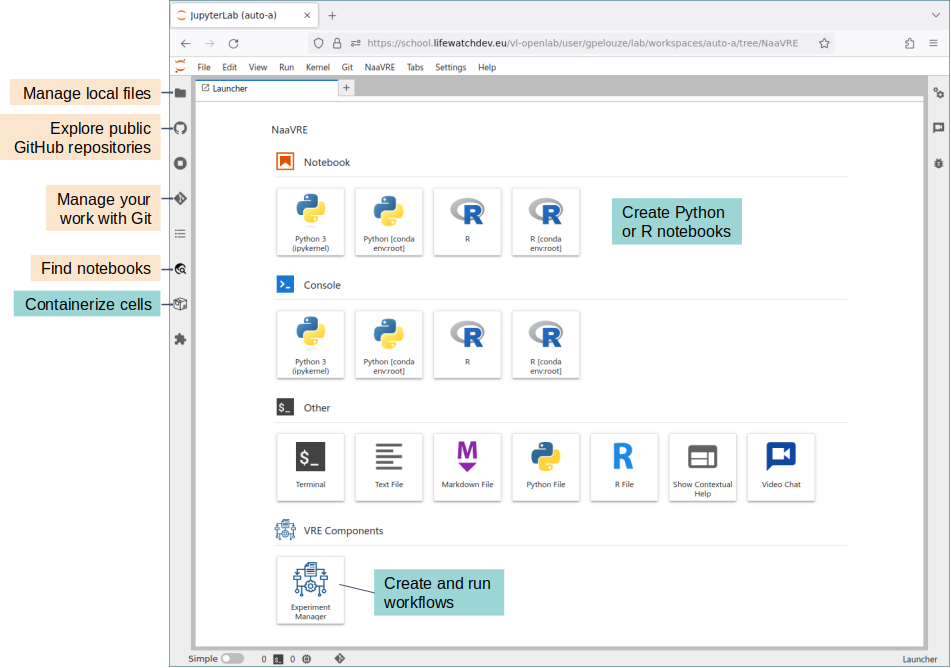 JupyterLab (auto-a)
https://school.lifewatchdev.eu/vl-openlab/user/gpelouze/lab/workspaces/auto-a/tree/NaaVRE
File Edit View Run Kernel Git NaaVRE Tabs Settings Help
Launcher
Manage local files
Explore public
GitHub repositories
Manage your
work with Git
Find notebooks
Containerize cells
NaaVRE
Notebook
Python 3
(ipykernel)
Python [conda
env:root]
R
R [conda
env:root]
Create Python
or R notebooks
Console
Python 3
(ipykernel)
Python [conda
env:root]
R
R [conda
env:root]
$_ Other
$_
Terminal
Text File
M
Markdown File
Python File
R
R File
Show Contextual
Help
Video Chat
VRE Components
Experiment
Manager
Create and run
workflows
Simple 0 $_ 0 Launcher